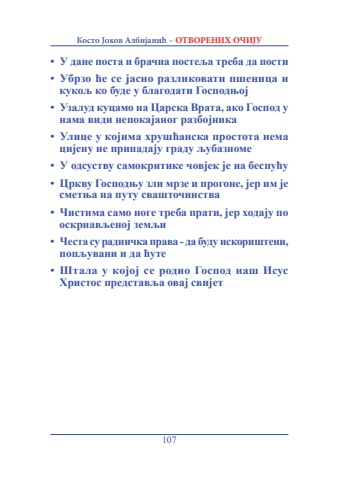 Косто Јоков Албијанић – ОТВОРЕНИХ ОЧИЈУ
• У дане поста и брачна постеља треба да пости
• Убрзо ће се јасно разликовати пшеница и
кукољ ко буде у благодати Господњој
• Узалуд куцамо на Царска Врата, ако Господ у
нама види непокајаног разбојника
• Улице у којима хрушћанска простота нема
цијену не припадају граду љубазноме
• У одсуству самокритике човјек је на беспућу
• Цркву Господњу зли мрзе и прогоне, јер им је
сметња на путу свашточинства
• Чистима само ноге треба прати, јер ходају по
оскрнављеној земљи
• Честа су радничка права - да буду искориштени,
попљувани и да ћуте
• Штала у којој се родио Господ наш Исус
Христос представља овај свијет
107